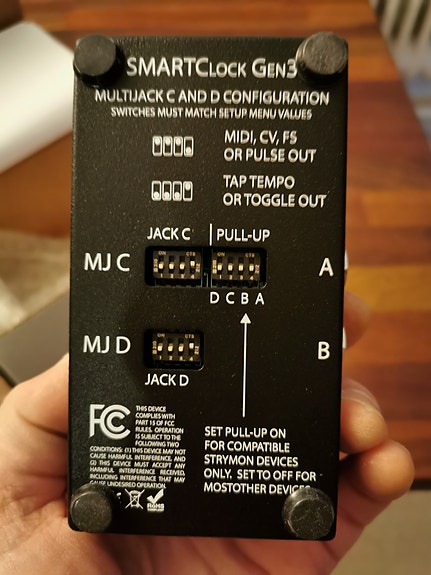 SMARTClock Gen3
MULTIJACK C AND D CONFIGURATION
SWITCHES MUST MATCH SETUP MENU VALUES
MIDI, CV, FS
OR PULSE OUT
TAP TEMPO
OR TOGGLE OUT
JACK C PULL-UP
MJ C A
D C B A
MJ D B
JACK D
FC
THIS DEVICE
COMPLIES WITH
PART 15 OF FCC
RULES. OPERATION
IS SUBJECT TO THE
FOLLOWING TWO
CONDITIONS: (1) THIS DEVICE MAY NOT
CAUSE HARMFUL INTERFERENCE, AND
(2) THIS DEVICE MUST ACCEPT ANY
HARMFUL INTERFERENCE RECEIVED,
INCLUDING INTERFERENCE THAT MAY
CAUSE UNDESIRED OPERATION.
RoHS
SET PULL-UP ON
FOR COMPATIBLE
STRYMON DEVICES
ONLY. SET TO OFF FOR
MOSTOTHER DEVICES